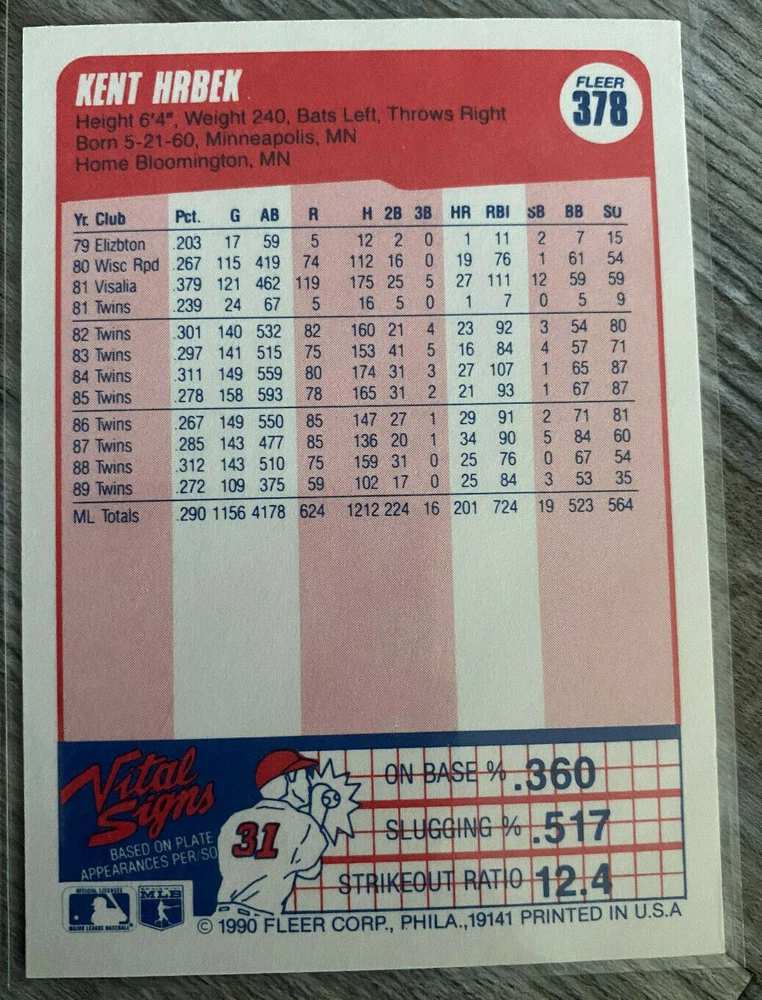 KENT HRBEK
FLEER
378
Height 6'4", Weight 240, Bats Left, Throws Right
Born 5-21-60, Minneapolis, MN
Home Bloomington, MN
Yr. Club Pct. G AB R H 2B 3B HR RBI SB BB SO
79 Elizbton .203 17 59 5 12 2 0 1 11 2 7 15
80 Wisc Rpd .267 115 419 74 112 16 0 19 76 1 61 54
81 Visalia .379 121 462 119 175 25 5 27 111 12 59 59
81 Twins .239 24 67 5 16 5 0 1 7 0 5 9
82 Twins .301 140 532 82 160 21 4 23 92 3 54 80
83 Twins .297 141 515 75 153 41 5 16 84 4 57 71
84 Twins .311 149 559 80 174 31 3 27 107 1 65 87
85 Twins .278 158 593 78 165 31 2 21 93 1 67 87
86 Twins .267 149 550 85 147 27 1 29 91 2 71 81
87 Twins .285 143 477 85 136 20 1 34 90 5 84 60
88 Twins .312 143 510 75 159 31 0 25 76 0 67 54
89 Twins .272 109 375 59 102 17 0 25 84 3 53 35
ML Totals .290 1156 4178 624 1212 224 16 201 724 19 523 564
Vital
Signs
BASED ON PLATE
APPEARANCES PER/SO
31
ON BASE % .360
SLUGGING % .517
STRIKEOUT RATIO 12.4
OFFICIAL LICENSEE
MAJOR LEAGUE BASEBALL
MLB
© 1990 FLEER CORP., PHILA., 19141 PRINTED IN U.S.A